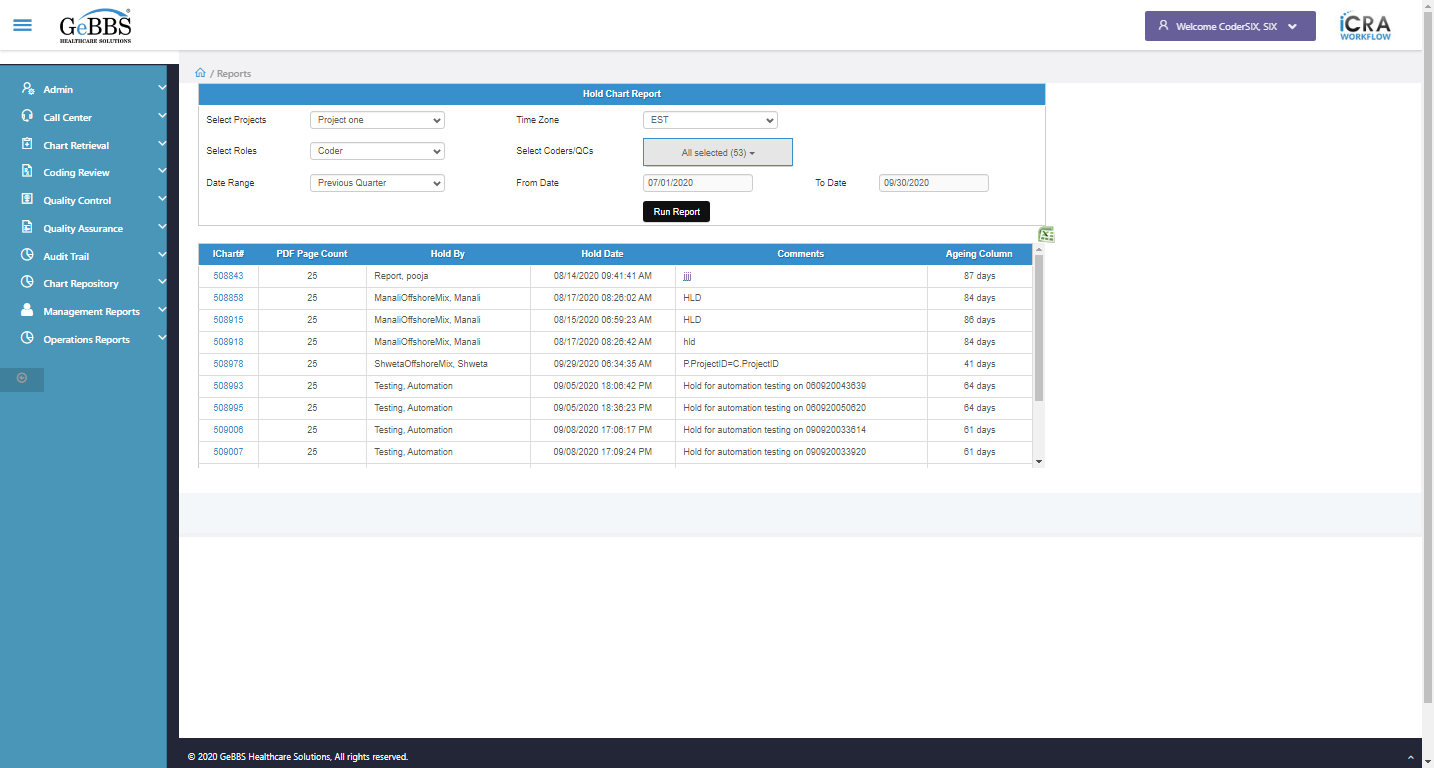 GeBBS
HEALTHCARE SOLUTIONS
Welcome CoderSIX, SIX
iCRA
WORKFLOW
/ Reports
Admin
Call Center
Chart Retrieval
Coding Review
Quality Control
Quality Assurance
Audit Trail
Chart Repository
Management Reports
Operations Reports
Hold Chart Report
Select Projects Project one Time Zone EST
Select Roles Coder Select Coders/QCs All selected (53)
Date Range Previous Quarter From Date 07/01/2020 To Date 09/30/2020
Run Report
IChart# PDF Page Count Hold By Hold Date Comments Ageing Column
508843 25 Report, pooja 08/14/2020 09:41:41 AM jjjj 87 days
508858 25 ManaliOffshoreMix, Manali 08/17/2020 08:26:02 AM HLD 84 days
508915 25 ManaliOffshoreMix, Manali 08/15/2020 06:59:23 AM HLD 86 days
508918 25 ManaliOffshoreMix, Manali 08/17/2020 08:26:42 AM hld 84 days
508978 25 ShwetaOffshoreMix, Shweta 09/29/2020 06:34:35 AM P.ProjectID=C.ProjectID 41 days
508993 25 Testing, Automation 09/05/2020 18:06:42 PM Hold for automation testing on 060920043639 64 days
508995 25 Testing, Automation 09/05/2020 18:36:23 PM Hold for automation testing on 060920050620 64 days
509006 25 Testing, Automation 09/08/2020 17:06:17 PM Hold for automation testing on 090920033614 61 days
509007 25 Testing, Automation 09/08/2020 17:09:24 PM Hold for automation testing on 090920033920 61 days
© 2020 GeBBS Healthcare Solutions, All rights reserved.